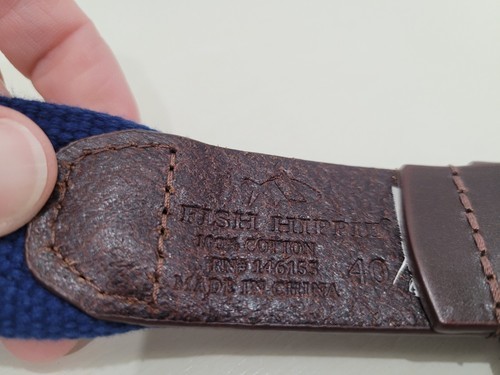 FISH HIPPIE
100% COTTON
RN# 146153 40
MADE IN CHINA